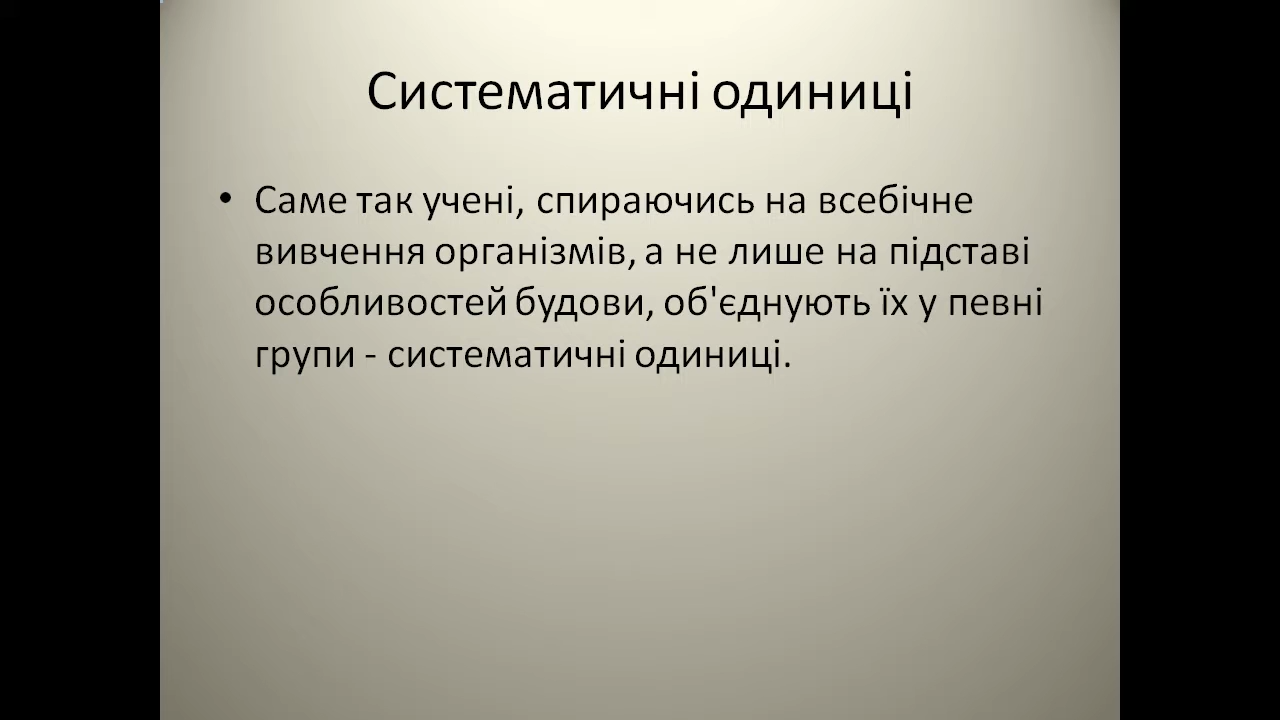 Систематичні одиниці
• Саме так учені, спираючись на всебічне
вивчення організмів, а не лише на підставі
особливостей будови, об'єднують їх у певні
групи - систематичні одиниці.